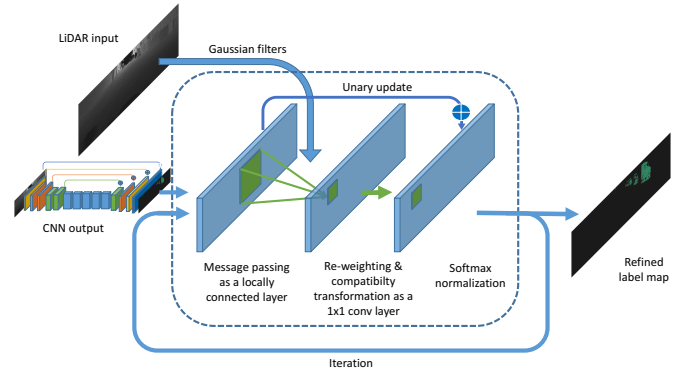 LiDAR input
Gaussian filters
Unary update
CNN output
Message passing
as a locally
connected layer
Re-weighting &
compatibilty
transformation as a
1x1 conv layer
Softmax
normalization
Refined
label map
Iteration